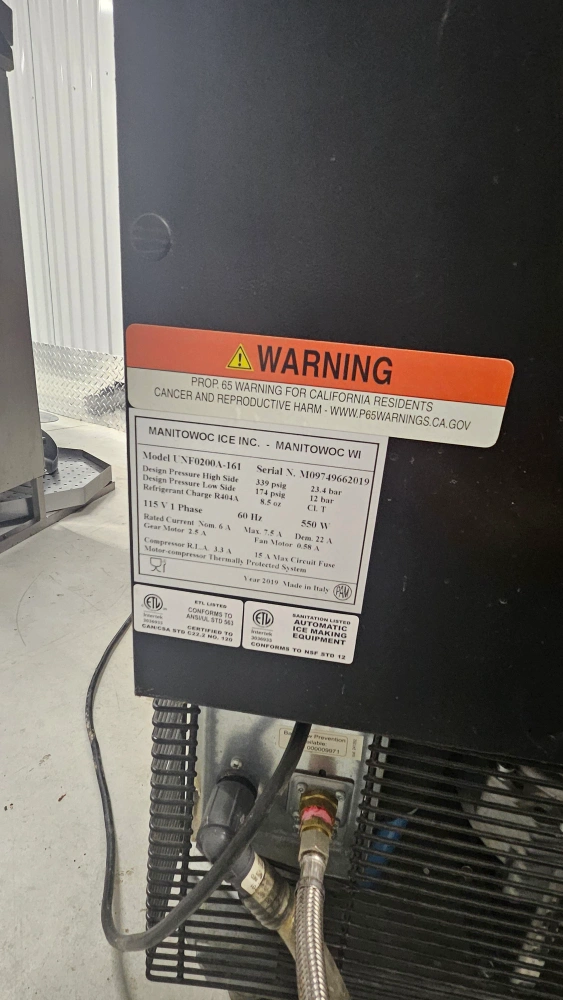 WARNING
PROP. 65 WARNING FOR CALIFORNIA RESIDENTS
CANCER AND REPRODUCTIVE HARM - WWW.P65WARNINGS.CA.GOV
MANITOWOC ICE INC. - MANITOWOC WI
Model UNF0200A-161 Serial N. M09749662019
Design Pressure High Side 339 psig 23.4 bar
Design Pressure Low Side 174 psig 12 bar
Refrigerant Charge R404A 8.5 oz Cl. T
115 V 1 Phase 60 Hz 550 W
Rated Current Nom. 6 A Max. 7.5 A Dem. 22 A
Gear Motor 2.5 A Fan Motor 0.58 A
Compressor R.L.A. 3.3 A 15 A Max Circuit Fuse
Motor-compressor Thermally Protected System
Year 2019 Made in Italy
ETL LISTED
CONFORMS TO
ANSI/UL STD 563
CERTIFIED TO
CAN/CSA STD C22.2 NO. 120
ETL
Intertek
SANITATION LISTED
AUTOMATIC
ICE MAKING
EQUIPMENT
CONFORMS TO NSF STD 12
ETL
Intertek
Prevention